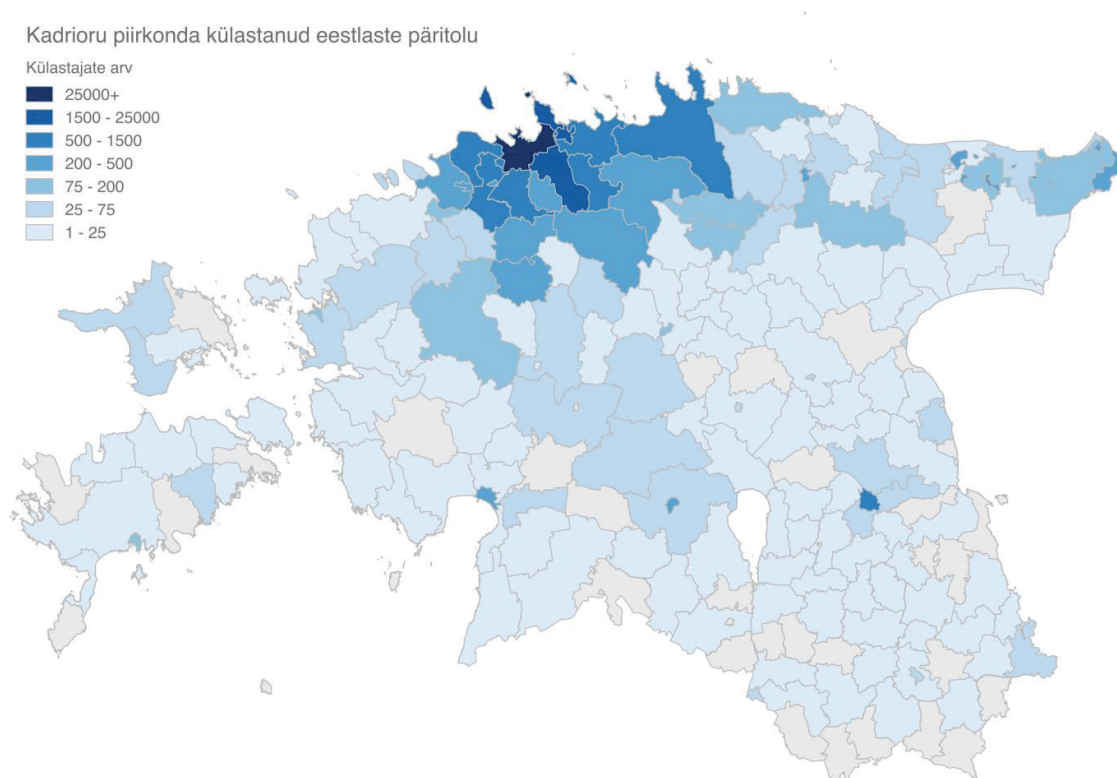 Kadrioru piirkonda külastanud eestlaste päritolu
Külastajate arv
25000+
1500 - 25000
500 - 1500
200 - 500
75 - 200
25 - 75
1 - 25